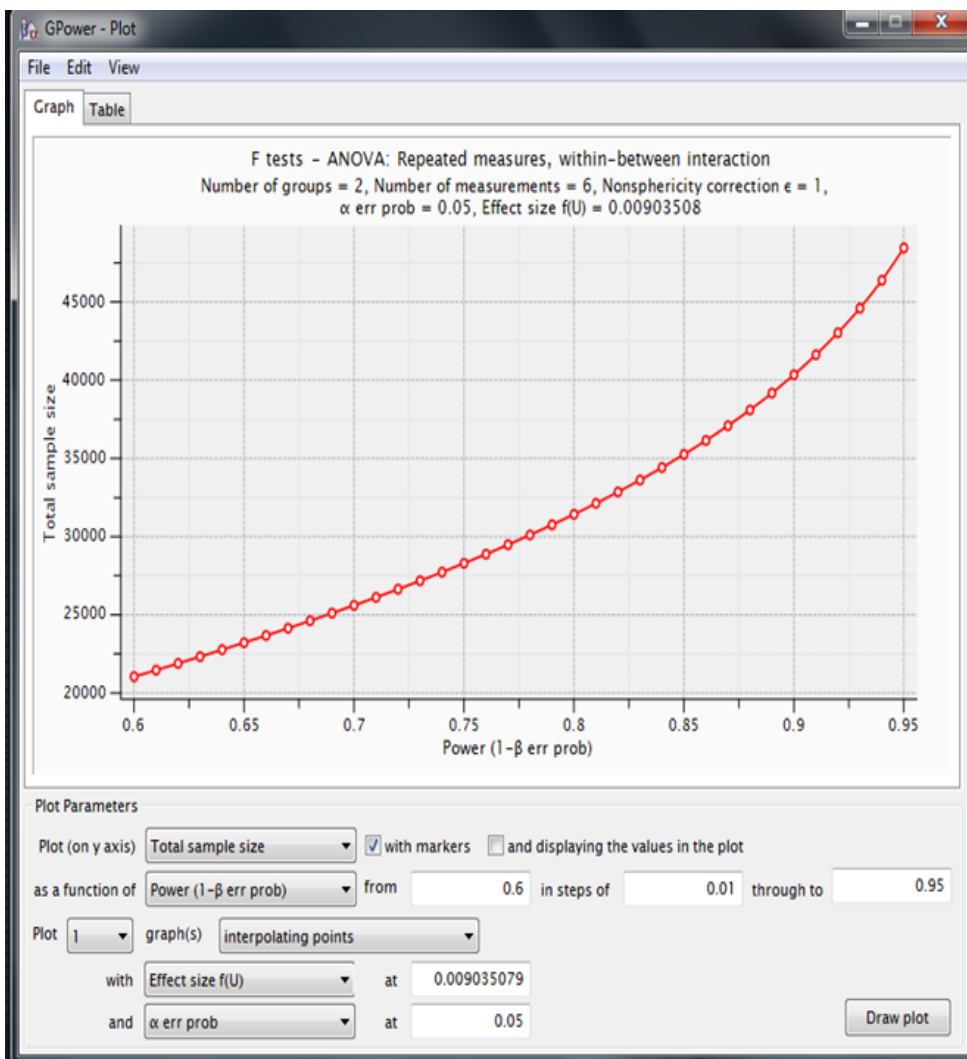 GPower - Plot
File Edit View
Graph Table
F tests - ANOVA: Repeated measures, within-between interaction
Number of groups = 2, Number of measurements = 6, Nonsphericity correction ϵ = 1,
α err prob = 0.05, Effect size f(U) = 0.00903508
Total sample size
45000
40000
35000
30000
25000
20000
0.6 0.65 0.7 0.75 0.8 0.85 0.9 0.95
Power (1-β err prob)
Plot Parameters
Plot (on y axis) Total sample size with markers and displaying the values in the plot
as a function of Power (1-β err prob) from 0.6 in steps of 0.01 through to 0.95
Plot 1 graph(s) interpolating points
with Effect size f(U) at 0.009035079
and α err prob at 0.05 Draw plot